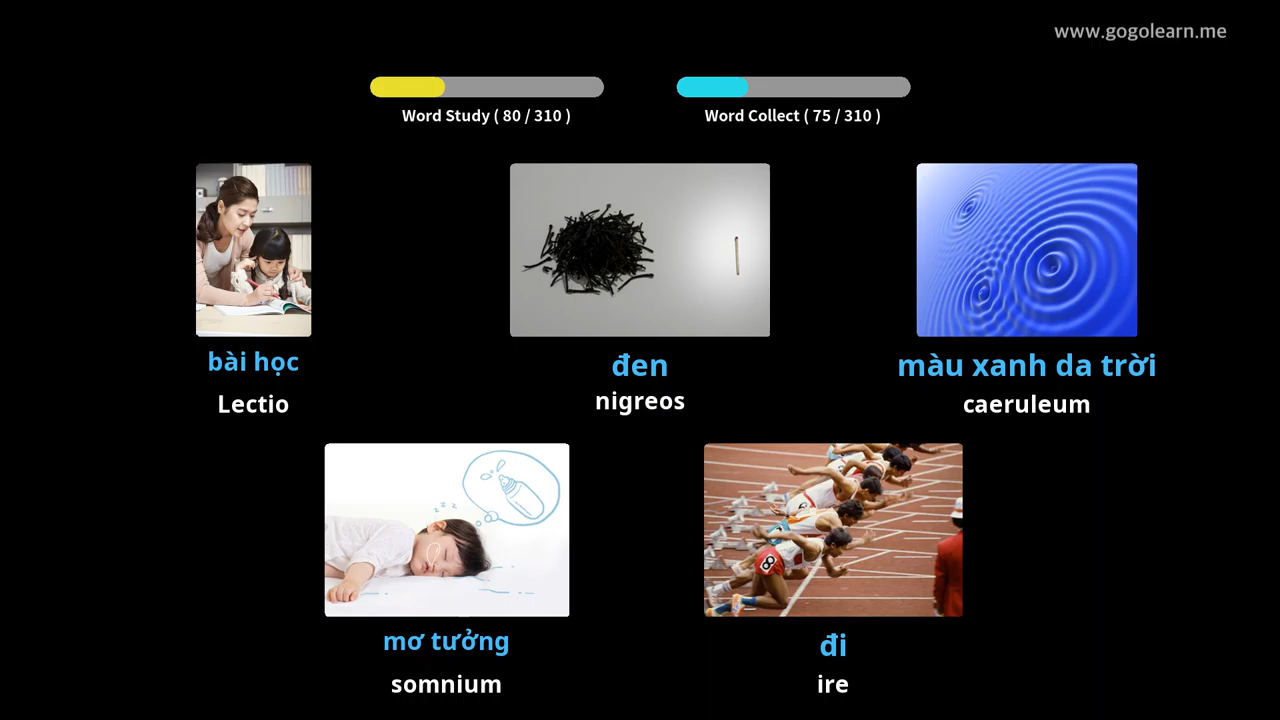 www.gogolearn.me
Word Study ( 80 / 310 )
Word Collect ( 75 / 310 )
bài học
Lectio
đen
nigreos
màu xanh da trời
caeruleum
mơ tưởng
somnium
đi
ire